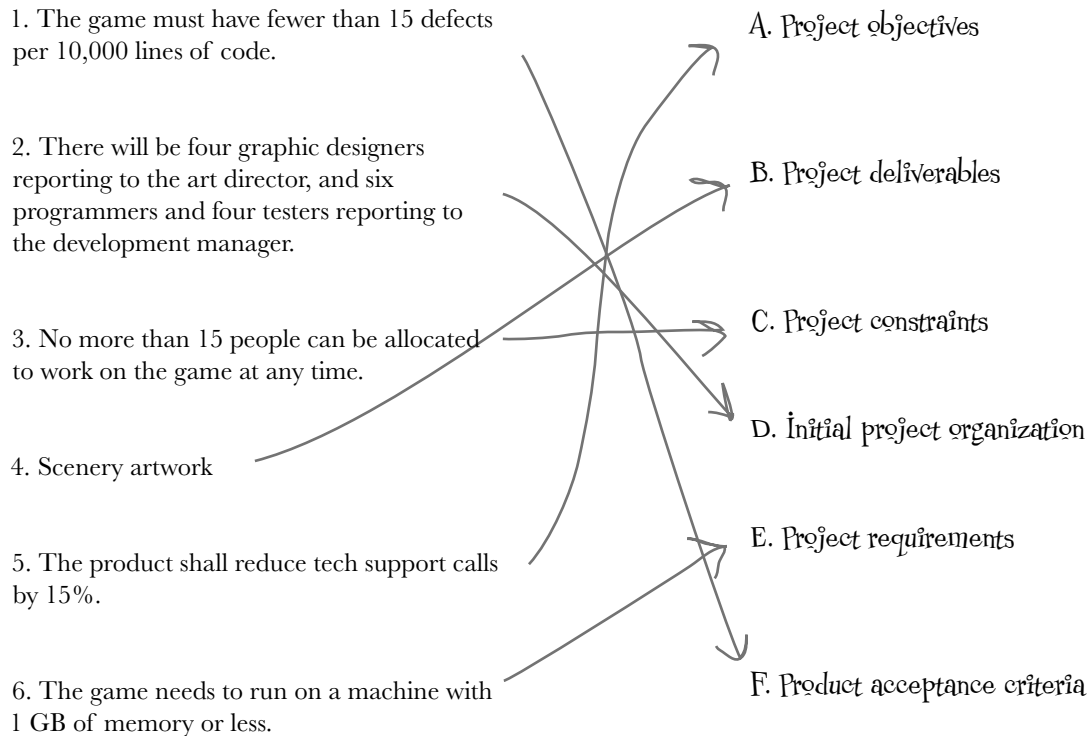 1. The game must have fewer than 15 defects
per 10,000 lines of code.
2. There will be four graphic designers
reporting to the art director, and six
programmers and four testers reporting to
the development manager.
3. No more than 15 people can be allocated
to work on the game at any time.
4. Scenery artwork
5. The product shall reduce tech support calls
by 15%.
6. The game needs to run on a machine with
1 GB of memory or less.
A. Project objectives
B. Project deliverables
C. Project constraints
D. Initial project organization
E. Project requirements
F. Product acceptance criteria